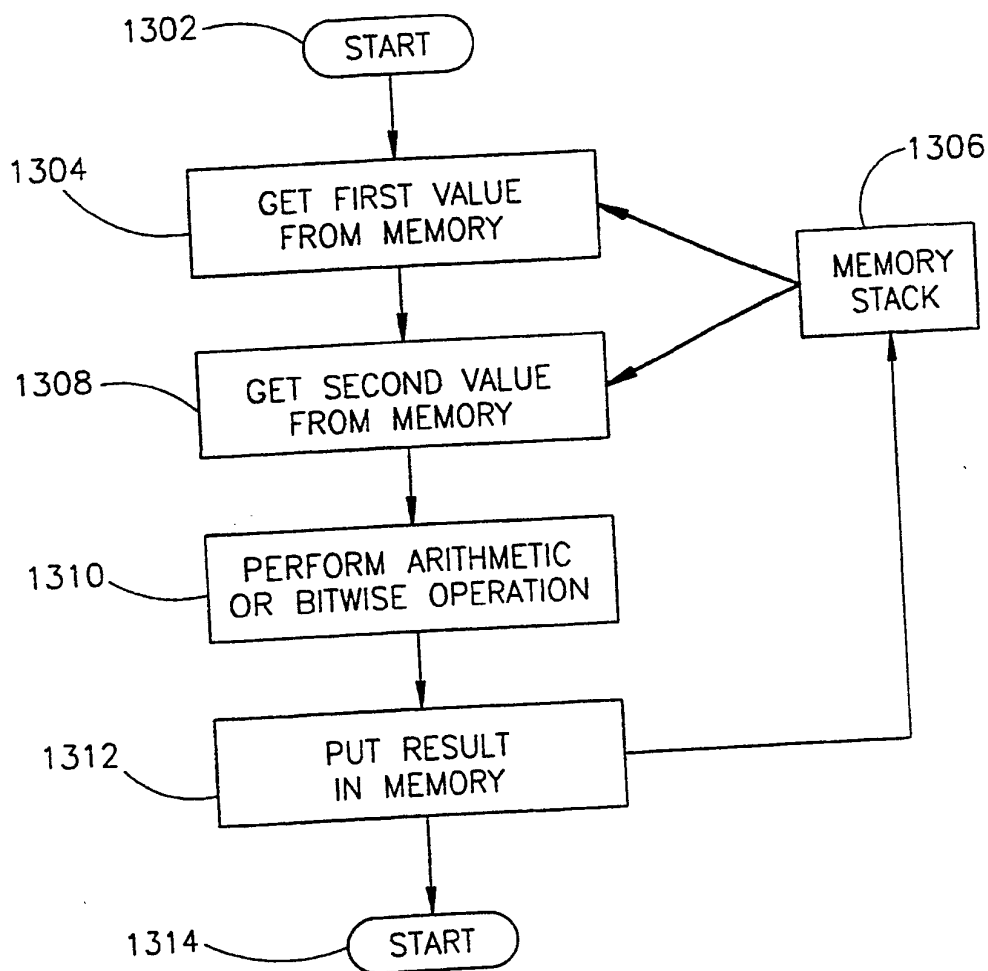 1302
START
1304
GET FIRST VALUE
FROM MEMORY
1306
MEMORY
STACK
1308
GET SECOND VALUE
FROM MEMORY
1310
PERFORM ARITHMETIC
OR BITWISE OPERATION
1312
PUT RESULT
IN MEMORY
1314
START